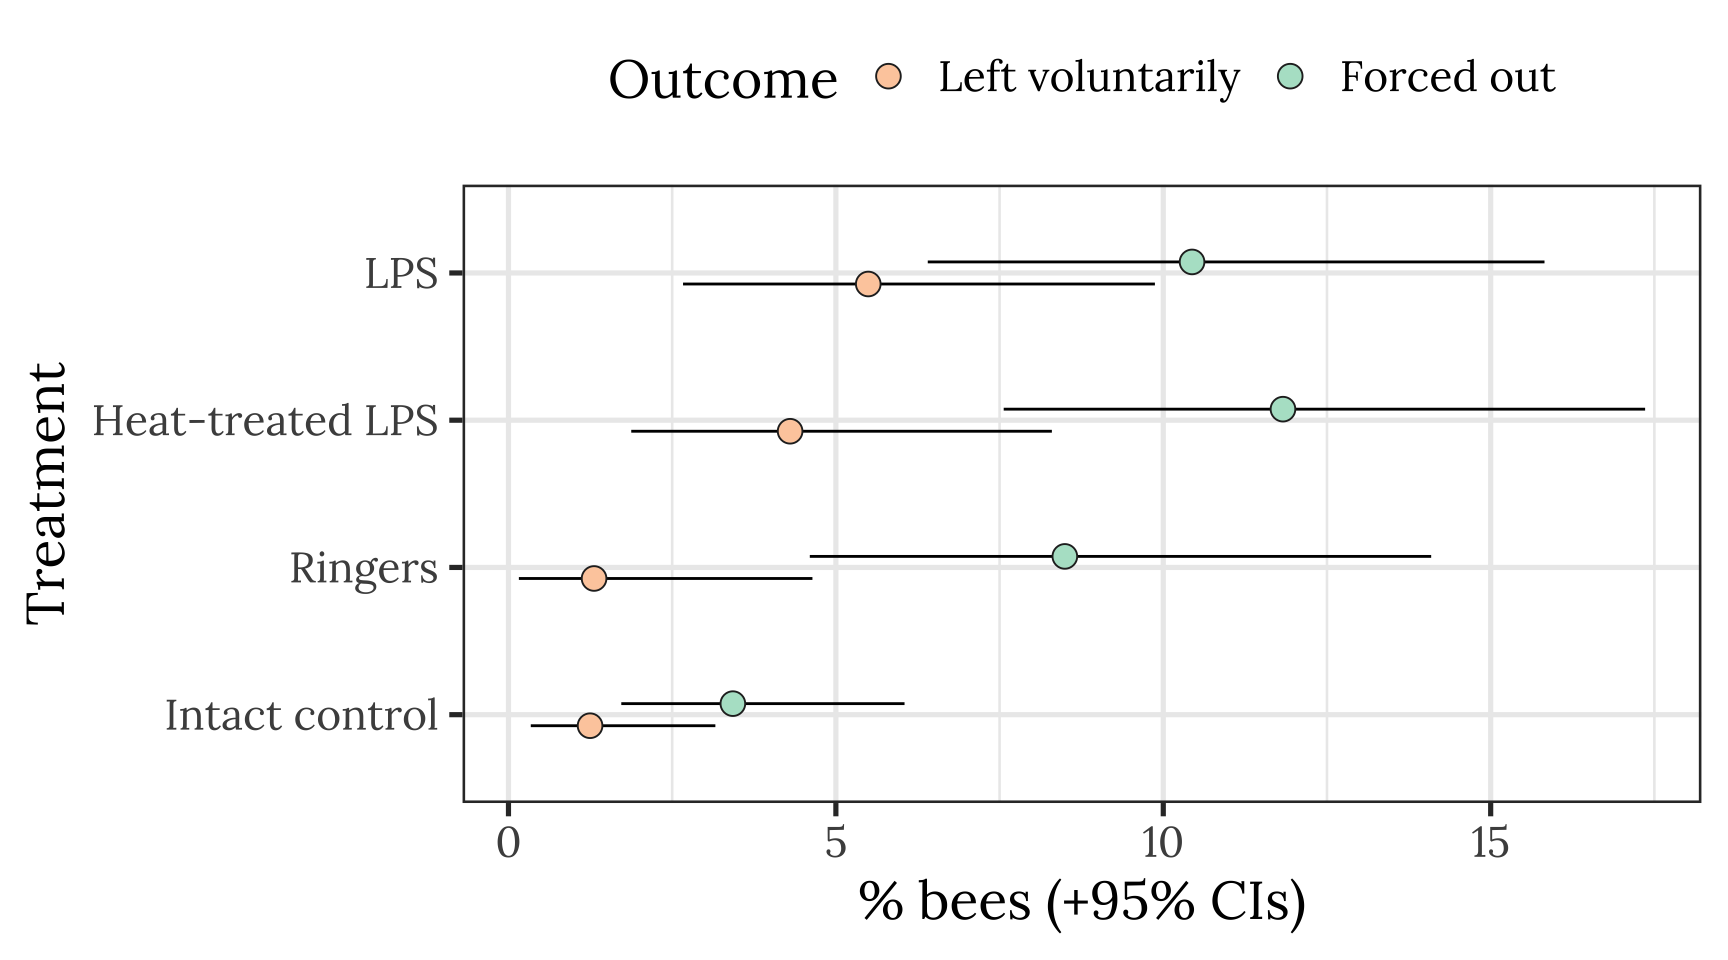 Outcome Left voluntarily Forced out
Treatment
LPS
Heat-treated LPS
Ringers
Intact control
0 5 10 15
% bees (+95% CIs)